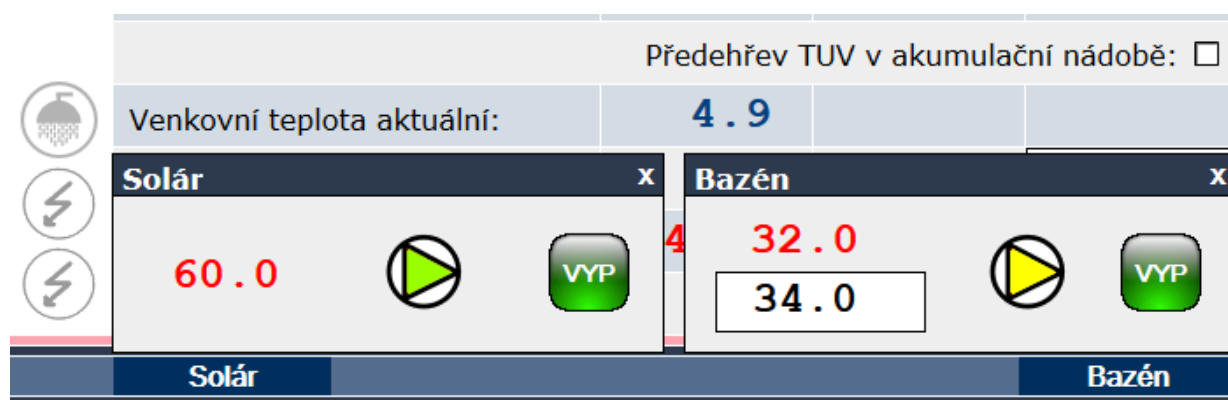 Předehřev TUV v akumulační nádobě:
Venkovní teplota aktuální: 4.9
Solár x
Bazén x
60.0 VYP
4
32.0
34.0
VYP
Solár
Bazén